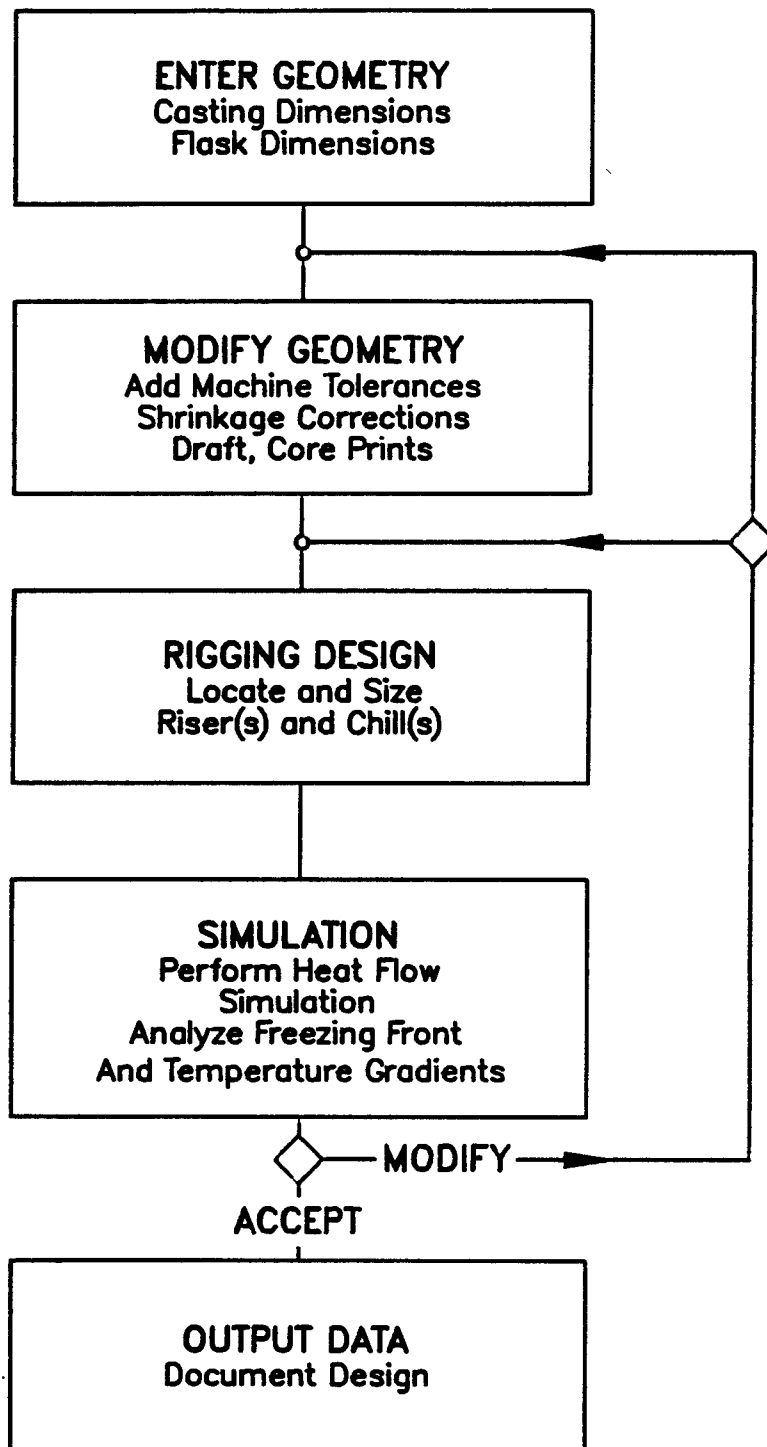 ENTER GEOMETRY
Casting Dimensions
Flask Dimensions
MODIFY GEOMETRY
Add Machine Tolerances
Shrinkage Corrections
Draft, Core Prints
RIGGING DESIGN
Locate and Size
Riser(s) and Chill(s)
SIMULATION
Perform Heat Flow
Simulation
Analyze Freezing Front
And Temperature Gradients
MODIFY
ACCEPT
OUTPUT DATA
Document Design